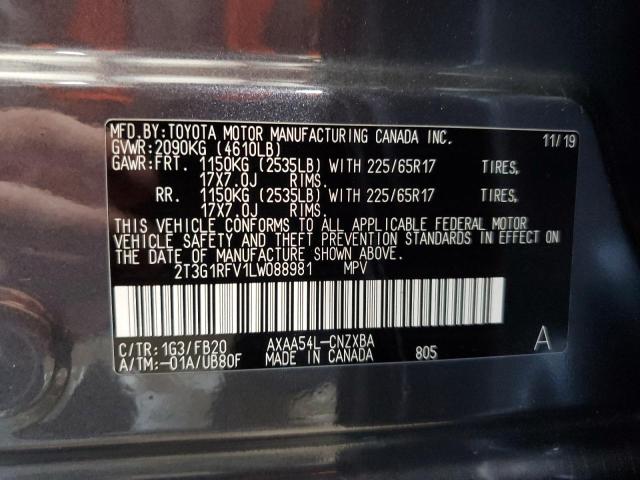 MFD.BY:TOYOTA MOTOR MANUFACTURING CANADA INC. 11/19
GVWR:2090KG (4610LB)
GAWR:FRT. 1150KG (2535LB) WITH 225/65R17 TIRES,
17X7.0J RIMS.
RR. 1150KG (2535LB) WITH 225/65R17 TIRES,
17X7.0J RIMS.
THIS VEHICLE CONFORMS TO ALL APPLICABLE FEDERAL MOTOR
VEHICLE SAFETY AND THEFT PREVENTION STANDARDS IN EFFECT ON
THE DATE OF MANUFACTURE SHOWN ABOVE.
2T3G1RFV1LW088981 MPV
C/TR:1G3/FB20 AXAA54L-CNZXBA A
A/TM:-01A/UB80F MADE IN CANADA 805